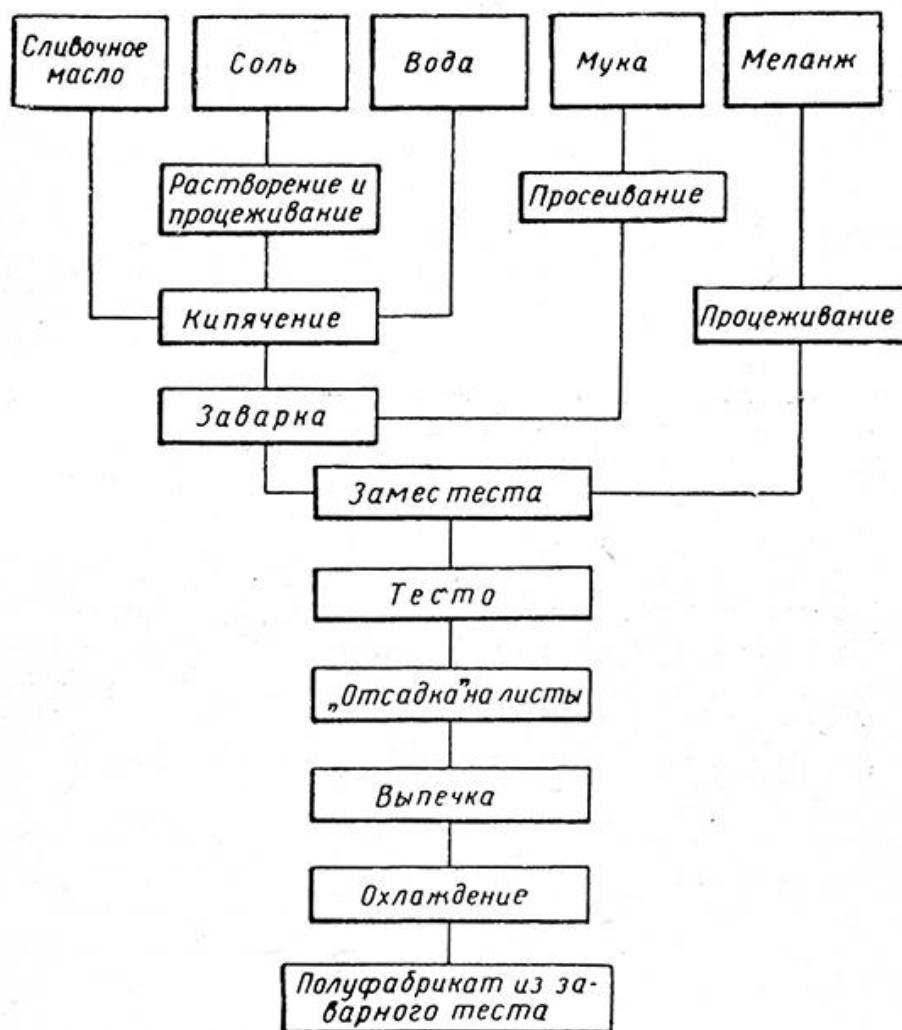 Сливочное
масло
Соль
Вода
Мука
Меланж
Растворение и
процеживание
Просеивание
Кипячение
Процеживание
Заварка
Замес теста
Тесто
„Отсадка" на листы
Выпечка
Охлаждение
Полуфабрикат из за-
варного теста